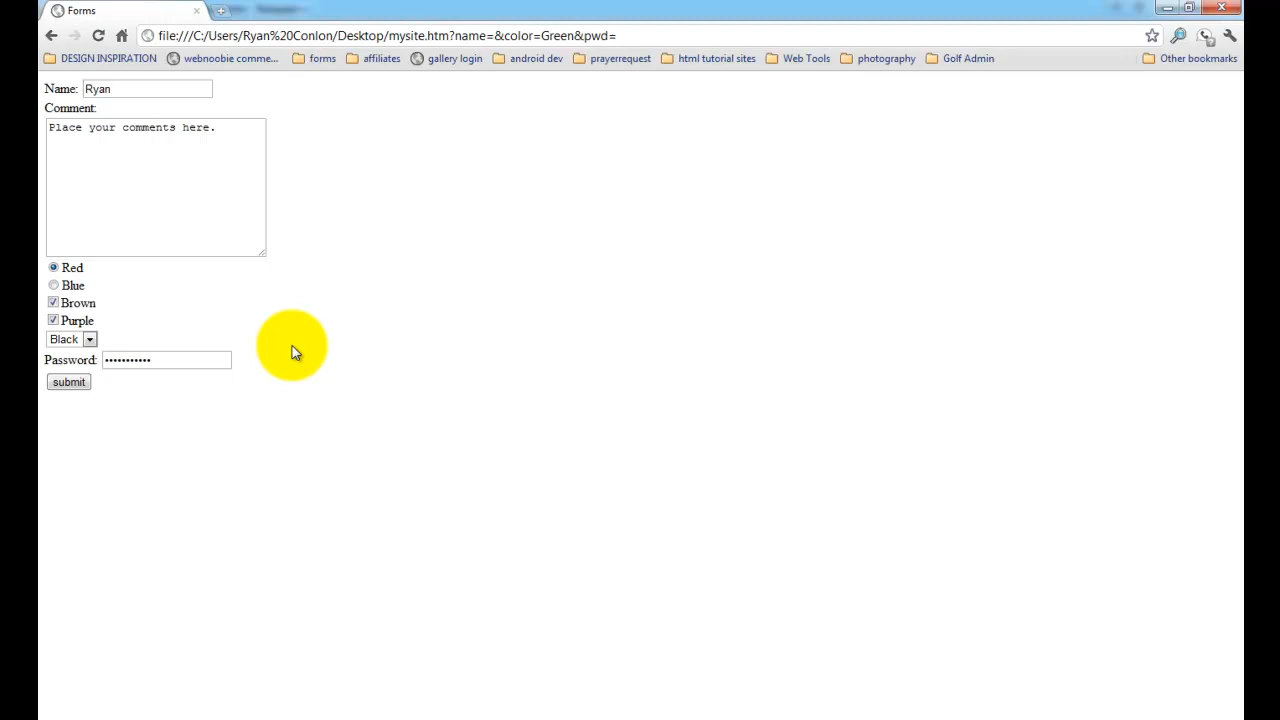 Forms
file:///C:/Users/Ryan%20Conlon/Desktop/mysite.htm?name=&color=Green&pwd=
DESIGN INSPIRATION webnoobie comme... forms affiliates gallery login android dev prayerrequest html tutorial sites Web Tools photography Golf Admin Other bookmarks
Name: Ryan
Comment:
Place your comments here.
Red
Blue
Brown
Purple
Black
Password: •••••••••••
submit